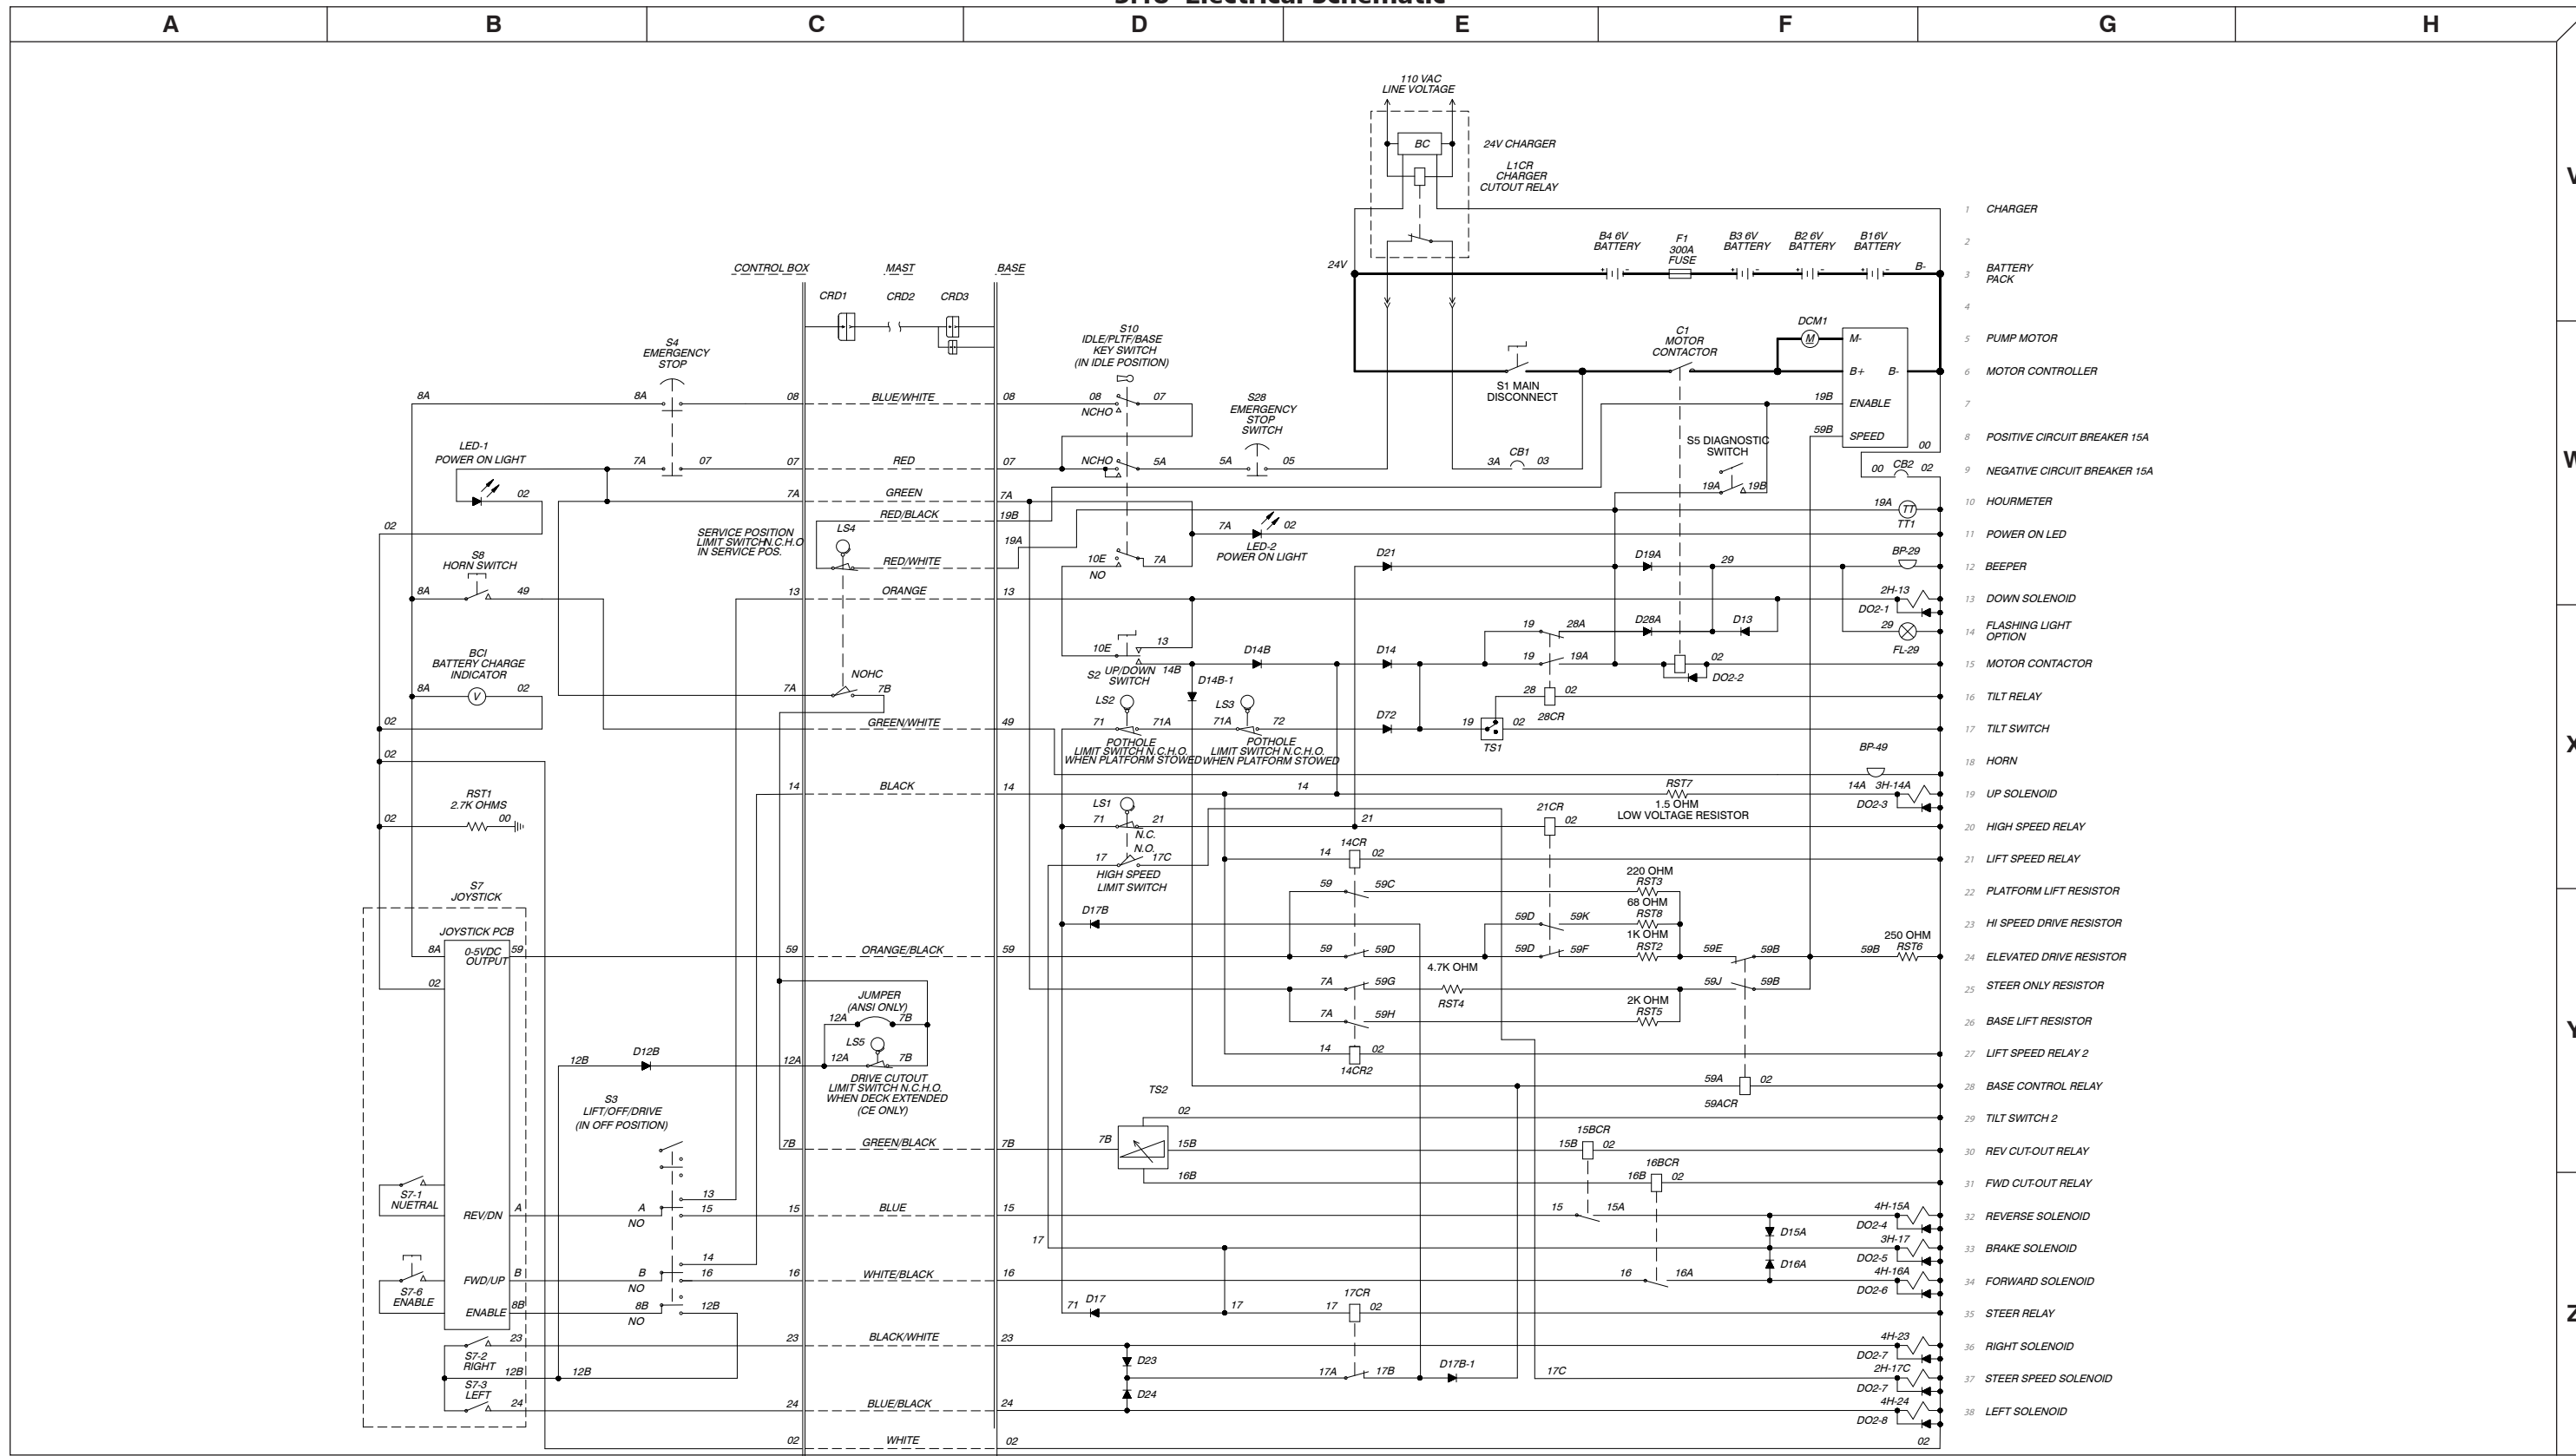 A B C D E F G H
110 VAC
LINE VOLTAGE
BC
24V CHARGER
L1CR
CHARGER
CUTOUT RELAY
1 CHARGER
2
B4 6V
BATTERY
F1
300A
FUSE
B3 6V
BATTERY
B2 6V
BATTERY
B16V
BATTERY
24V
B-
3 BATTERY
PACK
4
CONTROL BOX
MAST
BASE
CRD1 CRD2 CRD3
S10
IDLE/PLTF/BASE
KEY SWITCH
(IN IDLE POSITION)
S4
EMERGENCY
STOP
C1
MOTOR
CONTACTOR
DCM1
M
M-
5 PUMP MOTOR
S1 MAIN
DISCONNECT
B+ B-
6 MOTOR CONTROLLER
8A 8A 08 BLUE/WHITE 08 08 07
NCHO
S28
EMERGENCY
STOP
SWITCH
19B ENABLE
7
59B SPEED
8 POSITIVE CIRCUIT BREAKER 15A
S5 DIAGNOSTIC
SWITCH
00
LED-1
POWER ON LIGHT
7A 07 07 RED 07 NCHO 5A 5A 05
3A CB1 03
00 CB2 02
9 NEGATIVE CIRCUIT BREAKER 15A
02
7A GREEN 7A
19A 19B
19A TT
TT1
10 HOURMETER
02
RED/BLACK 19B
SERVICE POSITION
LIMIT SWITCHN.C.H.O
IN SERVICE POS.
LS4
19A
RED/WHITE
7A 02
LED-2
POWER ON LIGHT
11 POWER ON LED
S8
HORN SWITCH
10E 7A
NO
D21 D19A 29 BP-29
12 BEEPER
8A 49
13 ORANGE 13
2H-13
DO2-1
13 DOWN SOLENOID
10E 13
19 28A D28A D13
29
FL-29
14 FLASHING LIGHT
OPTION
BCI
BATTERY CHARGE
INDICATOR
S2 UP/DOWN
SWITCH
14B D14B D14
19 19A 02
DO2-2
15 MOTOR CONTACTOR
8A V 02
7A NOHC 7B
D14B-1
28 02
28CR
16 TILT RELAY
02
GREEN/WHITE 49
LS2 LS3
71 71A 71A 72
POTHOLE
LIMIT SWITCH N.C.H.O.
WHEN PLATFORM STOWED
POTHOLE
LIMIT SWITCH N.C.H.O.
WHEN PLATFORM STOWED
D72
19 02
TS1
17 TILT SWITCH
02
BP-49
18 HORN
14 BLACK 14 14
RST7
1.5 OHM
LOW VOLTAGE RESISTOR
14A 3H-14A
DO2-3
19 UP SOLENOID
RST1
2.7K OHMS
02 00
LS1
71 21
N.C.
21
21CR
02
20 HIGH SPEED RELAY
N.O.
17 17C
HIGH SPEED
LIMIT SWITCH
14CR
14 02
21 LIFT SPEED RELAY
S7
JOYSTICK
59 59C
220 OHM
RST3
22 PLATFORM LIFT RESISTOR
D17B
59D 59K
68 OHM
RST8
23 HI SPEED DRIVE RESISTOR
JOYSTICK PCB
8A 0-5VDC
OUTPUT
59
59 ORANGE/BLACK 59
59 59D 59D 59F
1K OHM
RST2
59E 59B
59B
250 OHM
RST6
24 ELEVATED DRIVE RESISTOR
02
7A 59G
4.7K OHM
RST4
59J 59B
25 STEER ONLY RESISTOR
JUMPER
(ANSI ONLY)
12A 7B
7A 59H
2K OHM
RST5
26 BASE LIFT RESISTOR
12B D12B 12A
LS5
12A 7B
DRIVE CUTOUT
LIMIT SWITCH N.C.H.O.
WHEN DECK EXTENDED
(CE ONLY)
14 02
14CR2
27 LIFT SPEED RELAY 2
59A 02
59ACR
28 BASE CONTROL RELAY
S3
LIFT/OFF/DRIVE
(IN OFF POSITION)
TS2
02
29 TILT SWITCH 2
7B GREEN/BLACK 7B 7B 15B
15BCR
15B 02
30 REV CUT-OUT RELAY
16B
16BCR
16B 02
31 FWD CUT-OUT RELAY
S7-1
NUETRAL
REV/DN A A
NO
13
15
15 BLUE 15
15 15A
4H-15A
DO2-4
32 REVERSE SOLENOID
D15A
17
3H-17
DO2-5
33 BRAKE SOLENOID
D16A
S7-6
ENABLE
FWD/UP B B
NO
14
16
16 WHITE/BLACK 16
16 16A
4H-16A
DO2-6
34 FORWARD SOLENOID
ENABLE 8B 8B
NO
12B
71 D17 17
17CR
17 02
35 STEER RELAY
S7-2
RIGHT
23
23 BLACK/WHITE 23
D23
4H-23
DO2-7
36 RIGHT SOLENOID
12B 12B
17A 17B D17B-1 17C
2H-17C
DO2-7
37 STEER SPEED SOLENOID
S7-3
LEFT
24
24 BLUE/BLACK 24
D24
4H-24
DO2-8
38 LEFT SOLENOID
02 WHITE 02 02